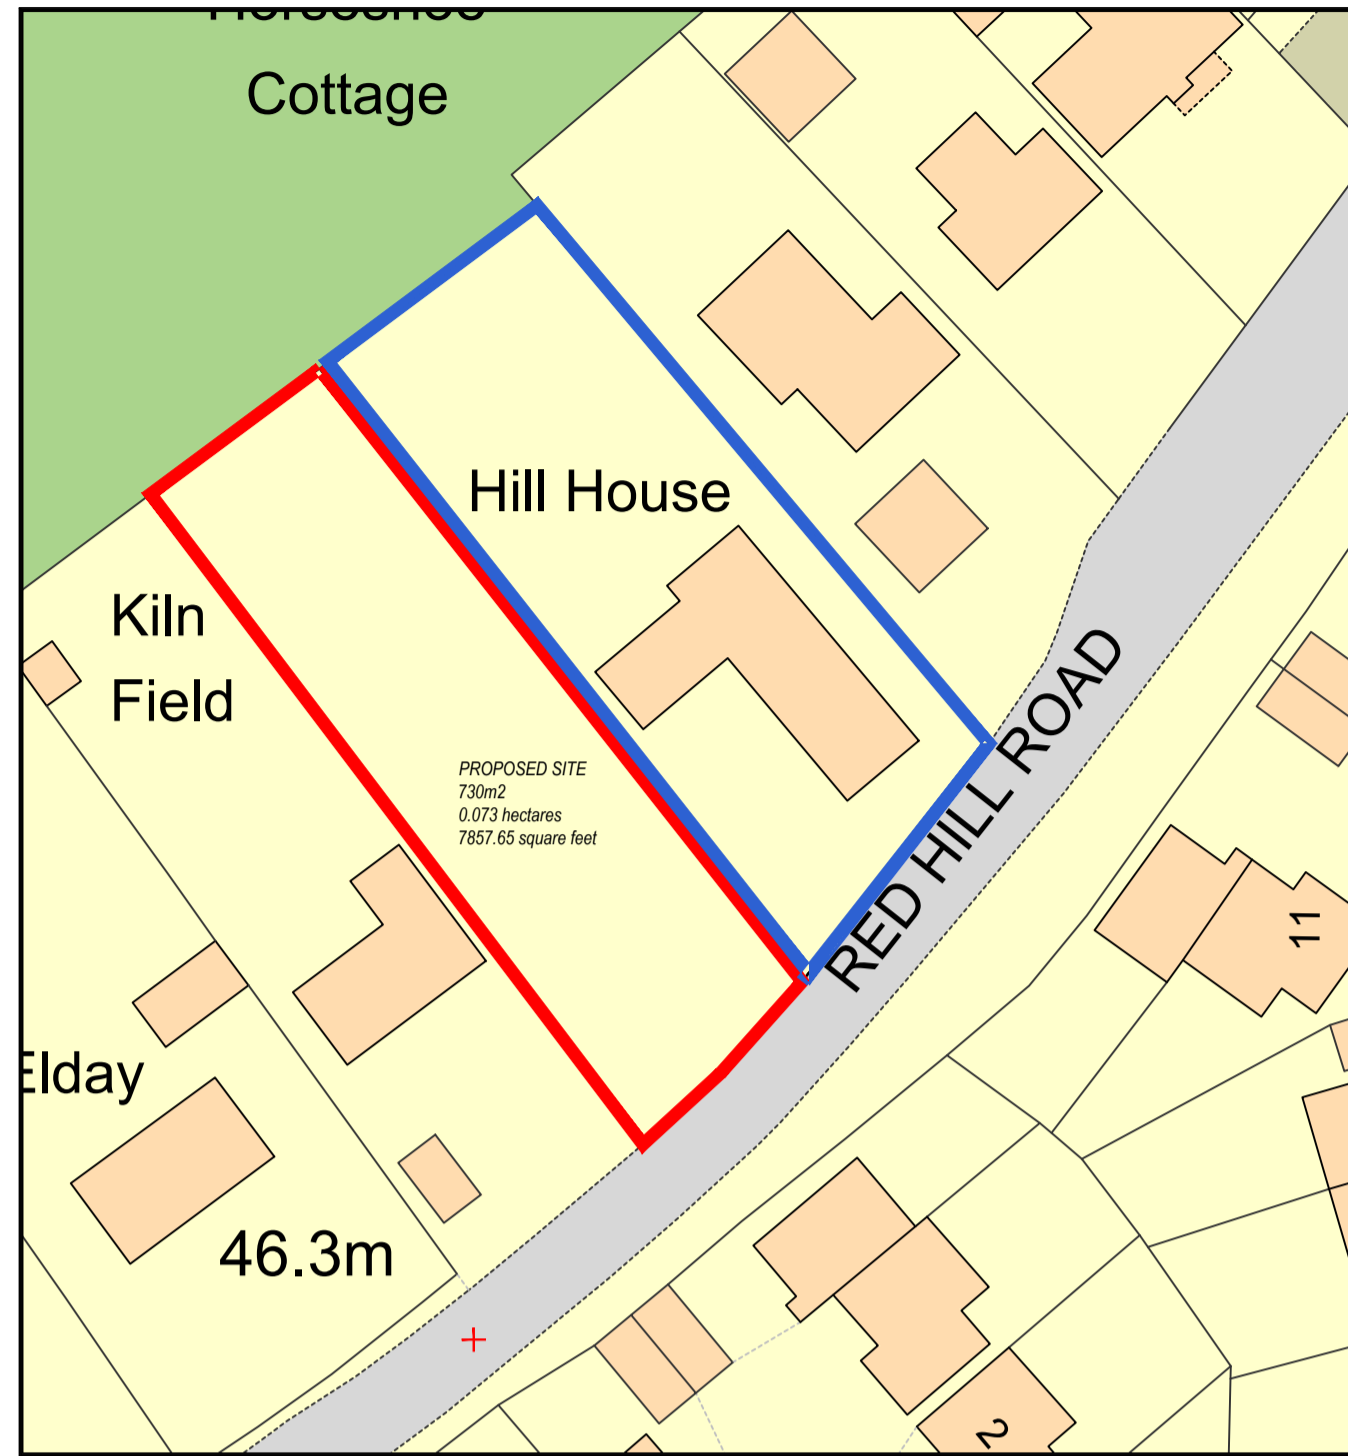 Horseshoe
Cottage
Hill House
Kiln
Field
PROPOSED SITE
730m2
0.073 hectares
7857.65 square feet
RED HILL ROAD
11
Elday
46.3m
2